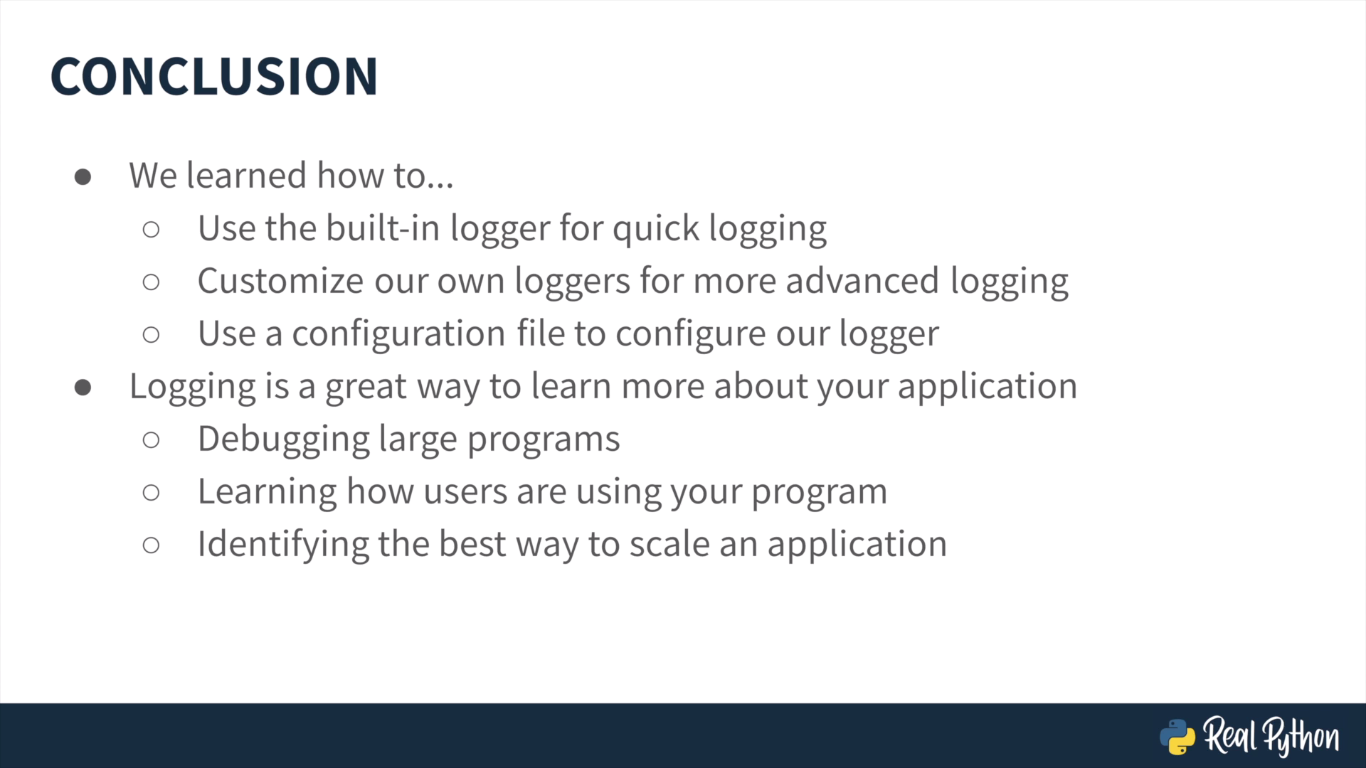 CONCLUSION
● We learned how to...
○ Use the built-in logger for quick logging
○ Customize our own loggers for more advanced logging
○ Use a configuration file to configure our logger
● Logging is a great way to learn more about your application
○ Debugging large programs
○ Learning how users are using your program
○ Identifying the best way to scale an application
Real Python